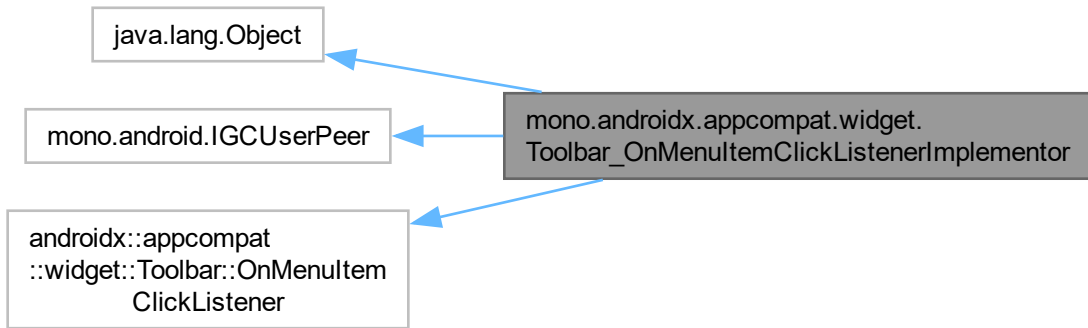 java.lang.Object
mono.android.IGCUserPeer
androidx::appcompat
::widget::Toolbar::OnMenuItem
ClickListener
mono.androidx.appcompat.widget.
Toolbar_OnMenuItemClickListenerImplementor